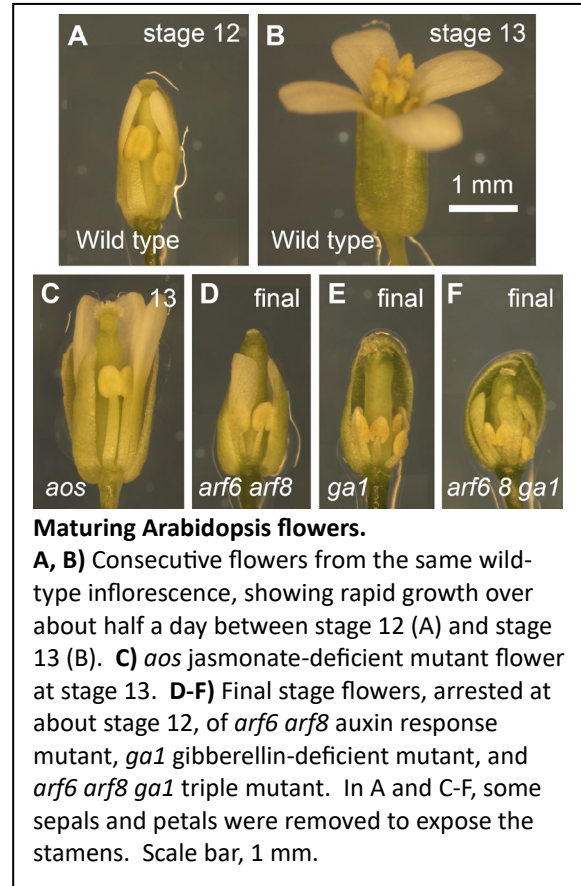 A stage 12
B stage 13
1 mm
Wild type
Wild type
C 13
D final
E final
F final
aos
arf6 arf8
ga1
arf6 8 ga1
Maturing Arabidopsis flowers.
A, B) Consecutive flowers from the same wild-
type inflorescence, showing rapid growth over
about half a day between stage 12 (A) and stage
13 (B).  C) aos jasmonate-deficient mutant flower
at stage 13.  D-F) Final stage flowers, arrested at
about stage 12, of arf6 arf8 auxin response
mutant, ga1 gibberellin-deficient mutant, and
arf6 arf8 ga1 triple mutant.  In A and C-F, some
sepals and petals were removed to expose the
stamens.  Scale bar, 1 mm.